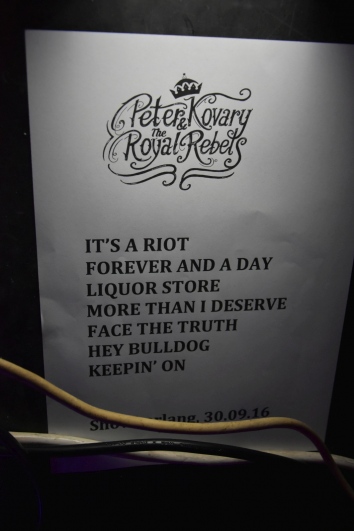 Peter Kovary
& The
Royal Rebels
IT'S A RIOT
FOREVER AND A DAY
LIQUOR STORE
MORE THAN I DESERVE
FACE THE TRUTH
HEY BULLDOG
KEEPIN' ON
30.09.16